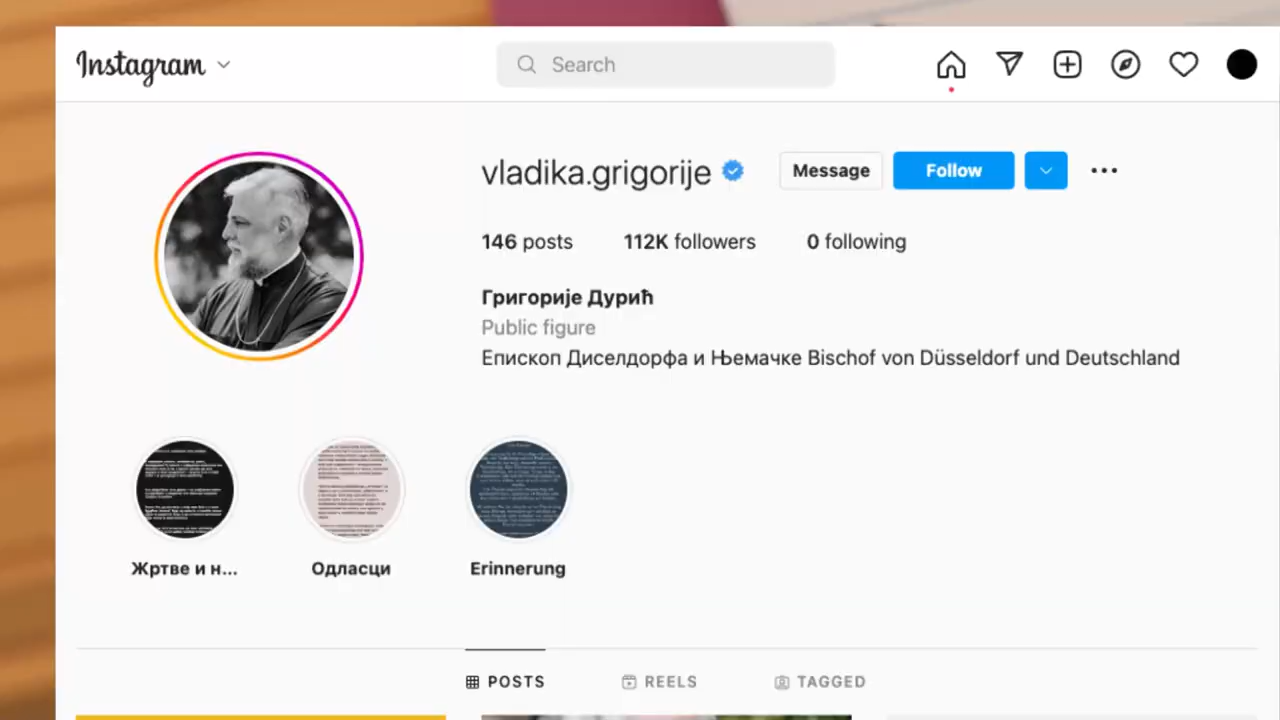 Instagram
Search
vladika.grigorije
Message
Follow
146 posts
112K followers
0 following
Григорије Дурић
Public figure
Епископ Диселдорфа и Њемачке Bischof von Düsseldorf und Deutschland
Жртве и н...
Одласци
Erinnerung
POSTS
REELS
TAGGED